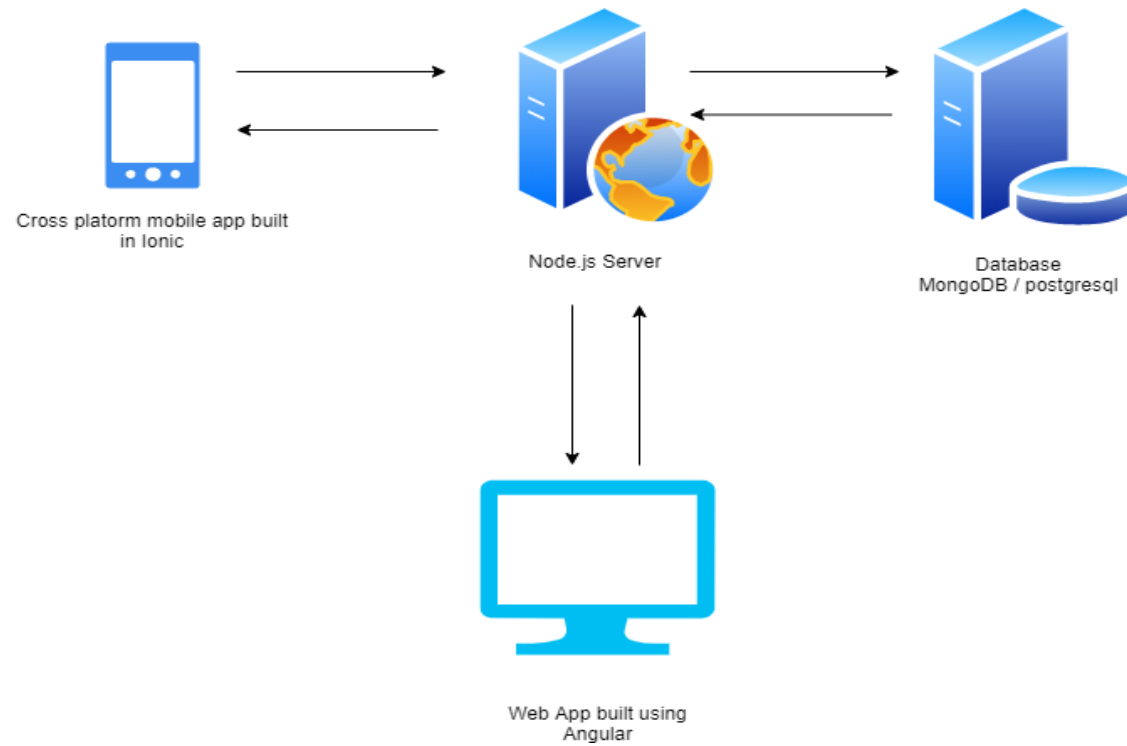 Cross platorm mobile app built
in Ionic
Node.js Server
Database
MongoDB / postgresql
Web App built using
Angular